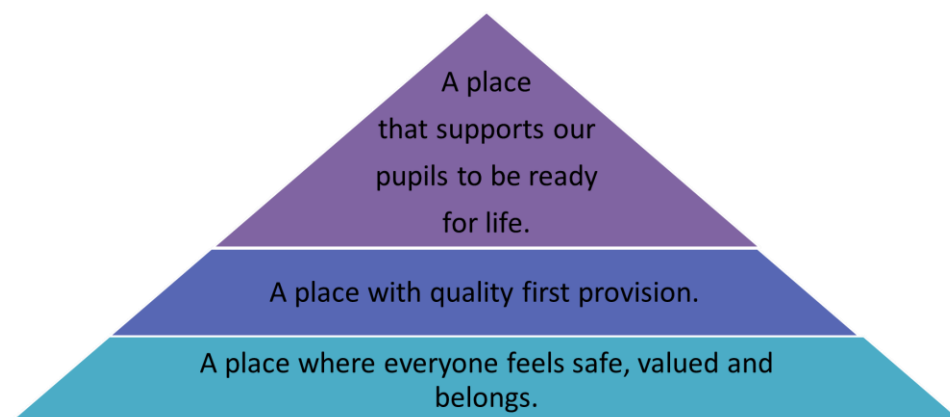 A place
that supports our
pupils to be ready
for life.
A place with quality first provision.
A place where everyone feels safe, valued and
belongs.